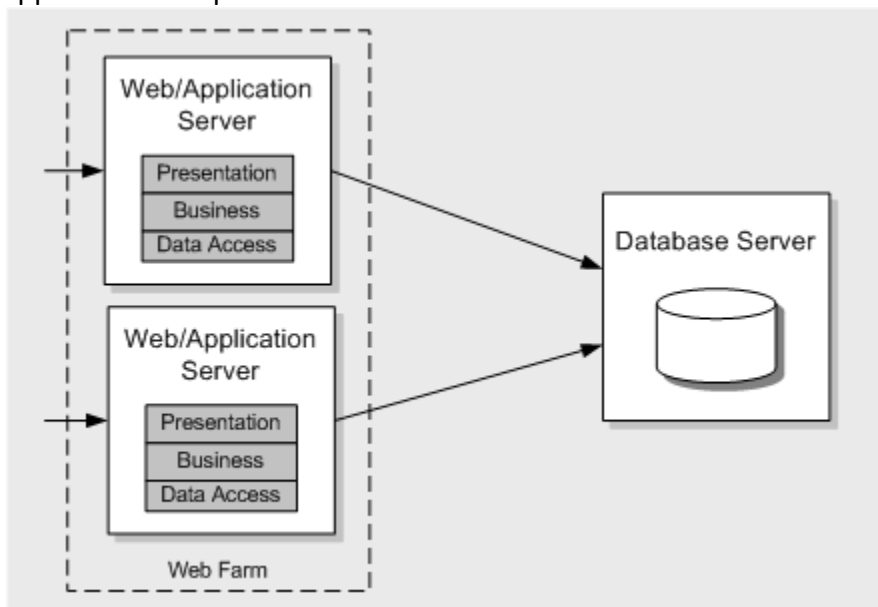 Web/Application
Server
Presentation
Business
Data Access
Web/Application
Server
Presentation
Business
Data Access
Web Farm
Database Server